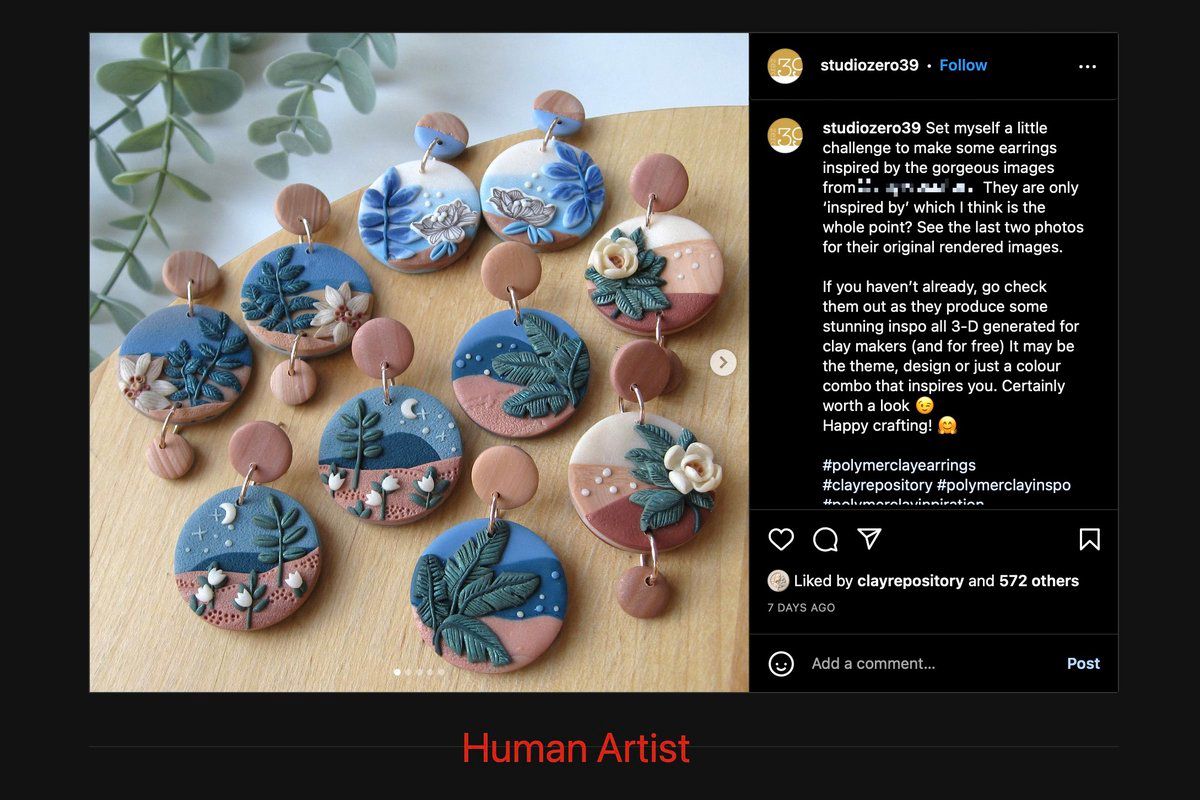 studiozero39 • Follow
studiozero39 Set myself a little
challenge to make some earrings
inspired by the gorgeous images
from They are only
‘inspired by’ which I think is the
whole point? See the last two photos
for their original rendered images.
If you haven’t already, go check
them out as they produce some
stunning inspo all 3-D generated for
clay makers (and for free) It may be
the theme, design or just a colour
combo that inspires you. Certainly
worth a look 😉
Happy crafting! 🤗
#polymerclayearrings
#clayrepository #polymerclayinspo
#polymerclayinpiration
Liked by clayrepository and 572 others
7 DAYS AGO
Add a comment...
Post
Human Artist